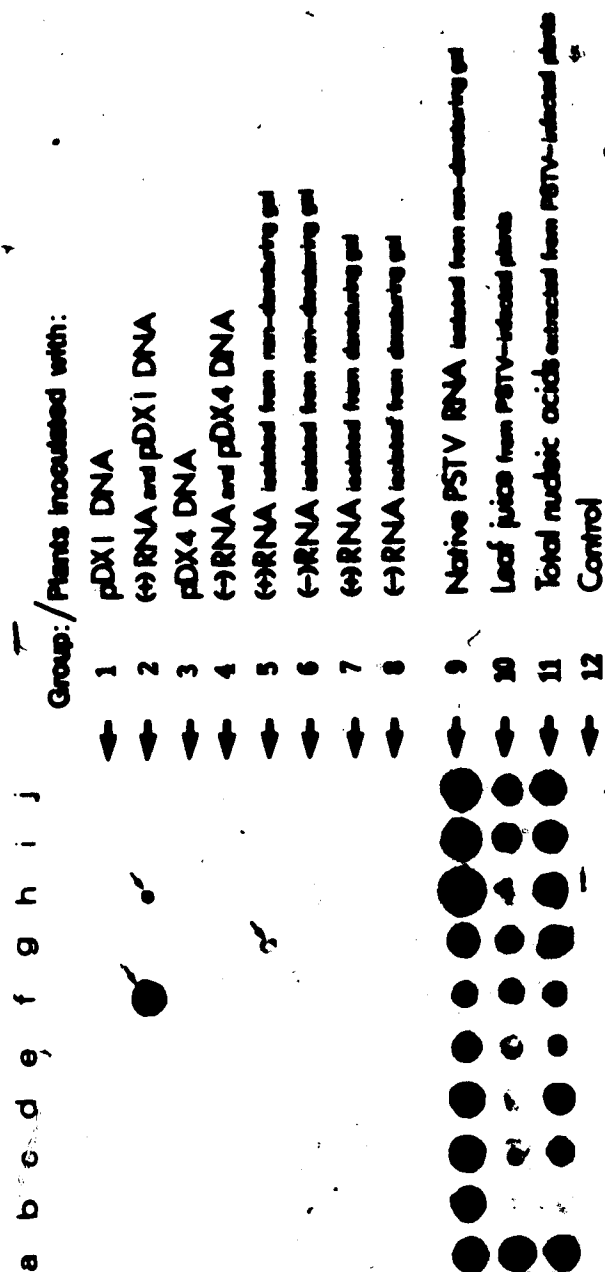 a b c d e f g h i j
Group: / Plants inoculated with:
1 pDX1 DNA
2 (+) RNA and pDX1 DNA
3 pDX4 DNA
4 (-) RNA and pDX4 DNA
5 (+) RNA isolated from non-denaturing gel
6 (-) RNA isolated from non-denaturing gel
7 (+) RNA isolated from denaturing gel
8 (-) RNA isolated from denaturing gel
9 Native PSTV RNA isolated from non-denaturing gel
10 Leaf juice from PSTV-infected plants
11 Total nucleic acids extracted from PSTV-infected plants
12 Control